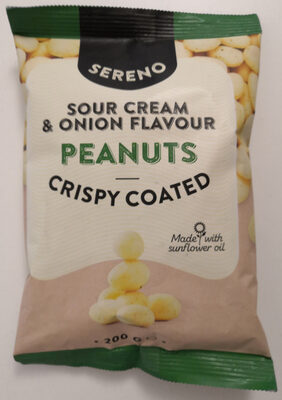 SERENO
SOUR CREAM
& ONION FLAVOUR
PEANUTS
CRISPY COATED
Made with
sunflower oil
• 200 G ℮ •